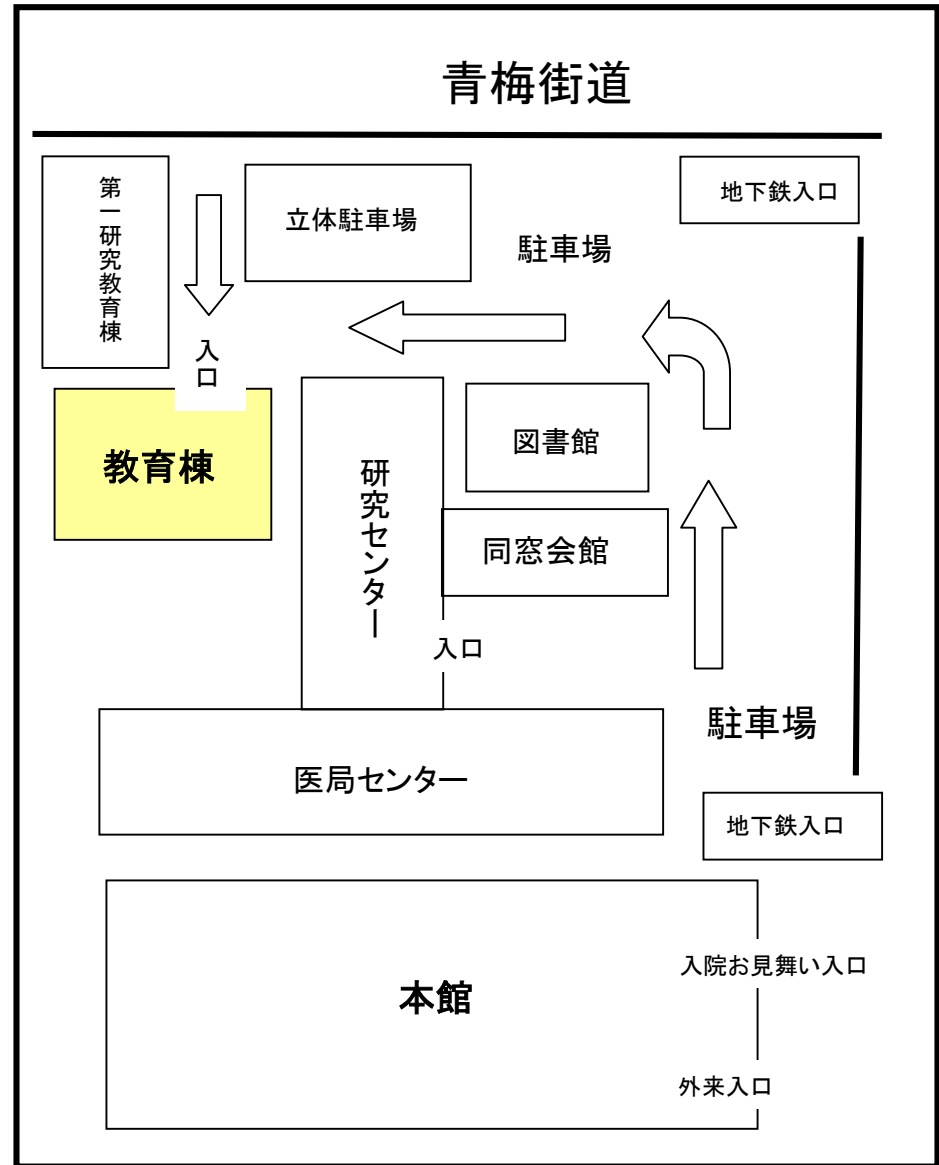 青梅街道
第一研究教育棟
立体駐車場
地下鉄入口
駐車場
入口
教育棟
図書館
研究センター
同窓会館
入口
駐車場
医局センター
地下鉄入口
入院お見舞い入口
本館
外来入口